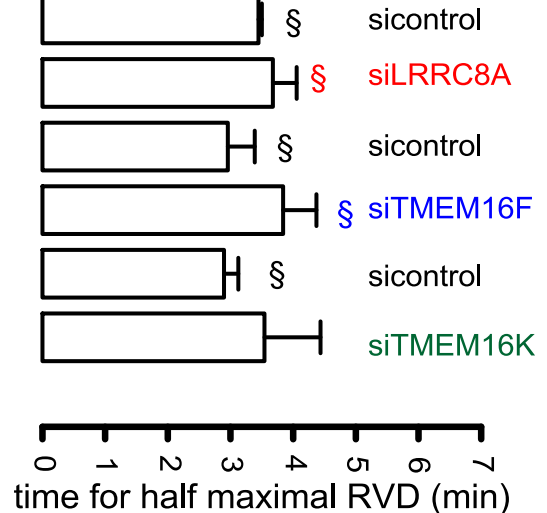 § sicontrol
§ siLRRC8A
§ sicontrol
§ siTMEM16F
§ sicontrol
siTMEM16K
0 1 2 3 4 5 6 7
time for half maximal RVD (min)